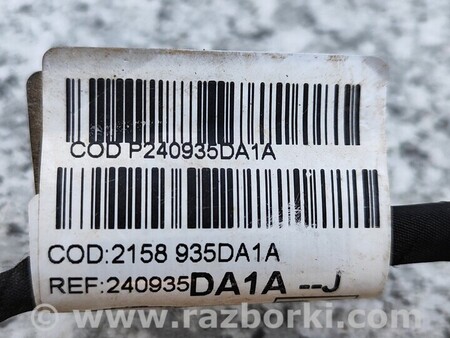 COD P240935DA1A
COD:2158 935DA1A
REF:240935DA1A --J
www.razborki.com